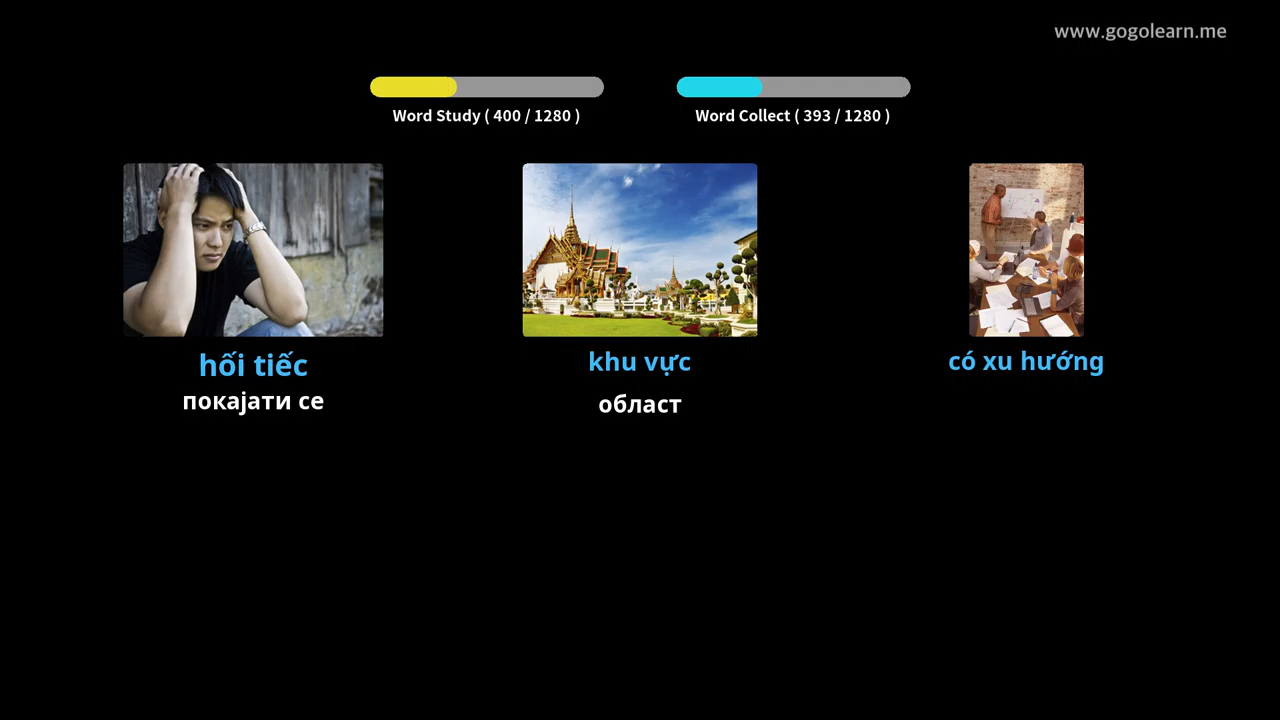 www.gogolearn.me
Word Study ( 400 / 1280 )
Word Collect ( 393 / 1280 )
hối tiếc
покајати се
khu vực
област
có xu hướng